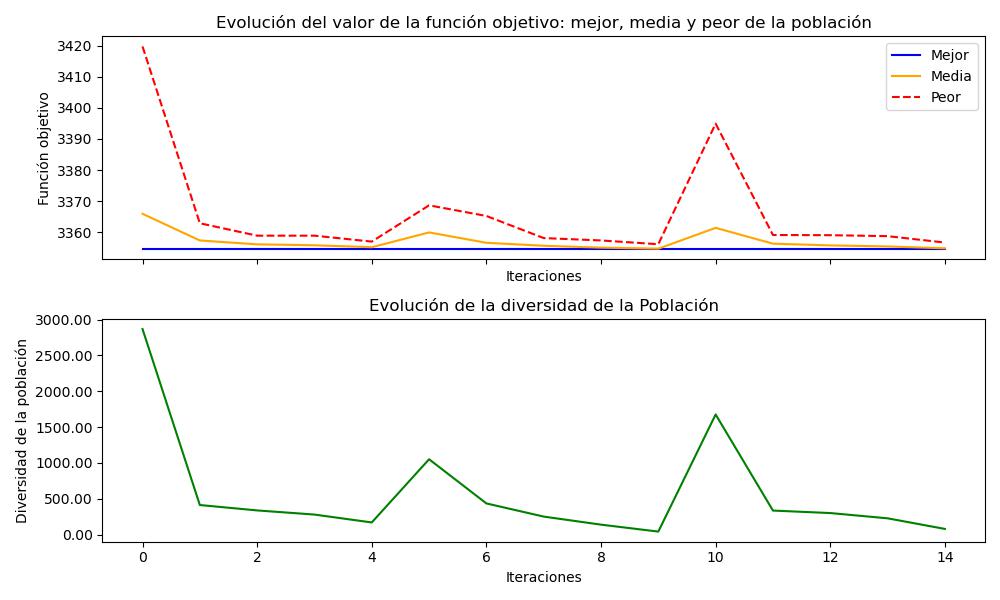 Evolución del valor de la función objetivo: mejor, media y peor de la población
Función objetivo
3420
3410
3400
3390
3380
3370
3360
Mejor
Media
Peor
Iteraciones
Evolución de la diversidad de la Población
Diversidad de la población
3000.00
2500.00
2000.00
1500.00
1000.00
500.00
0.00
0 2 4 6 8 10 12 14
Iteraciones